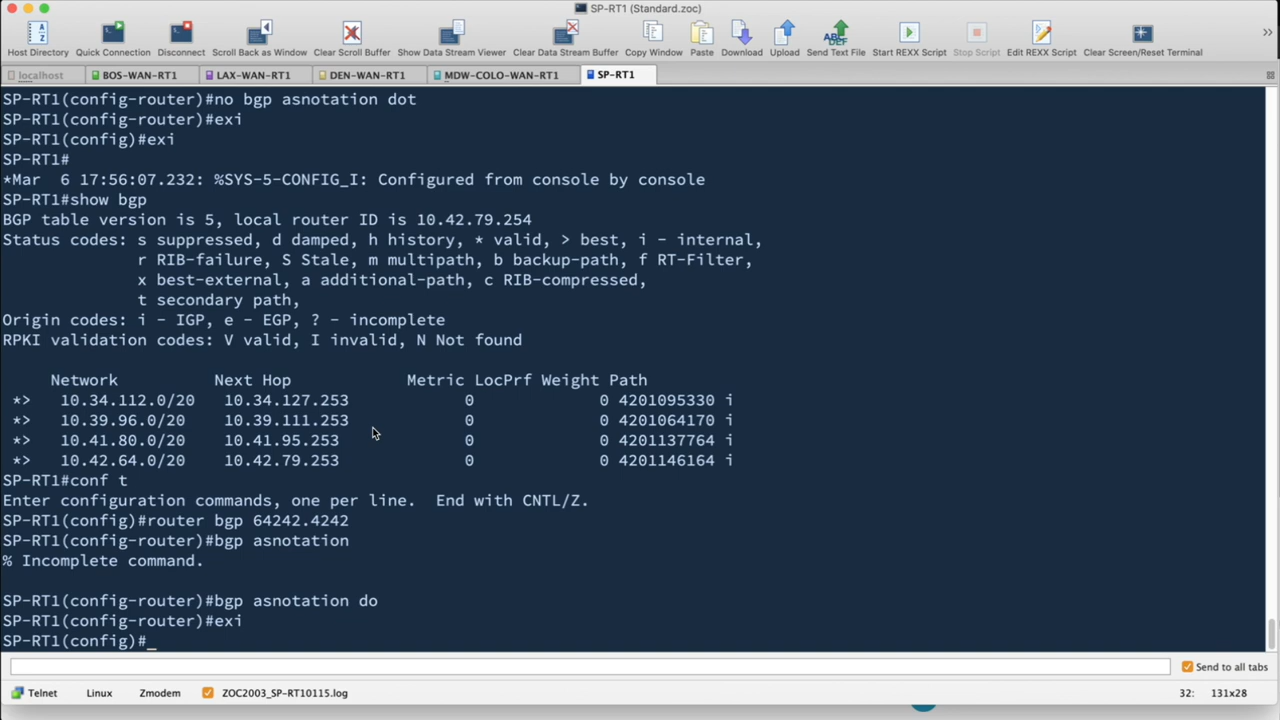 SP-RT1 (Standard.zoc)
Host Directory Quick Connection Disconnect Scroll Back as Window Clear Scroll Buffer Show Data Stream Viewer Clear Data Stream Buffer Copy Window Paste Download Upload Send Text File Start REXX Script Stop Script Edit REXX Script Clear Screen/Reset Terminal
localhost BOS-WAN-RT1 LAX-WAN-RT1 DEN-WAN-RT1 MDW-COLO-WAN-RT1 SP-RT1
SP-RT1(config-router)#no bgp asnotation dot
SP-RT1(config-router)#exi
SP-RT1(config)#exi
SP-RT1#
*Mar  6 17:56:07.232: %SYS-5-CONFIG_I: Configured from console by console
SP-RT1#show bgp
BGP table version is 5, local router ID is 10.42.79.254
Status codes: s suppressed, d damped, h history, * valid, > best, i - internal,
r RIB-failure, S Stale, m multipath, b backup-path, f RT-Filter,
x best-external, a additional-path, c RIB-compressed,
t secondary path,
Origin codes: i - IGP, e - EGP, ? - incomplete
RPKI validation codes: V valid, I invalid, N Not found
Network Next Hop Metric LocPrf Weight Path
*> 10.34.112.0/20 10.34.127.253 0 0 4201095330 i
*> 10.39.96.0/20 10.39.111.253 0 0 4201064170 i
*> 10.41.80.0/20 10.41.95.253 0 0 4201137764 i
*> 10.42.64.0/20 10.42.79.253 0 0 4201146164 i
SP-RT1#conf t
Enter configuration commands, one per line.  End with CNTL/Z.
SP-RT1(config)#router bgp 64242.4242
SP-RT1(config-router)#bgp asnotation
% Incomplete command.
SP-RT1(config-router)#bgp asnotation do
SP-RT1(config-router)#exi
SP-RT1(config)#_
Send to all tabs
Telnet Linux Zmodem ZOC2003_SP-RT10115.log 32: 131x28